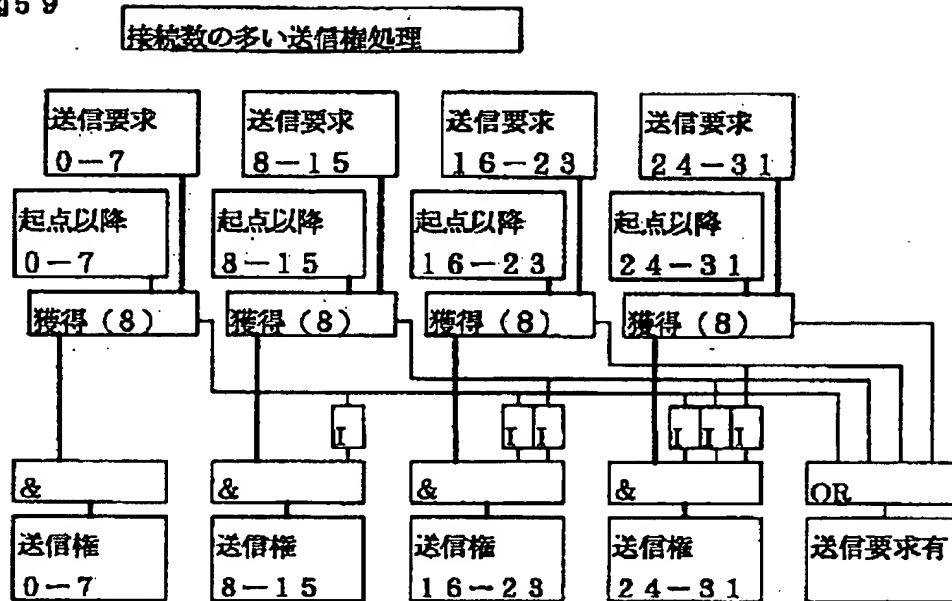 図59
接続数の多い送信権処理
送信要求
0-7
送信要求
8-15
送信要求
16-23
送信要求
24-31
起点以降
0-7
起点以降
8-15
起点以降
16-23
起点以降
24-31
獲得(8)
獲得(8)
獲得(8)
獲得(8)
I
I
I
I
I
I
&
&
&
&
OR
送信権
0-7
送信権
8-15
送信権
16-23
送信権
24-31
送信要求有